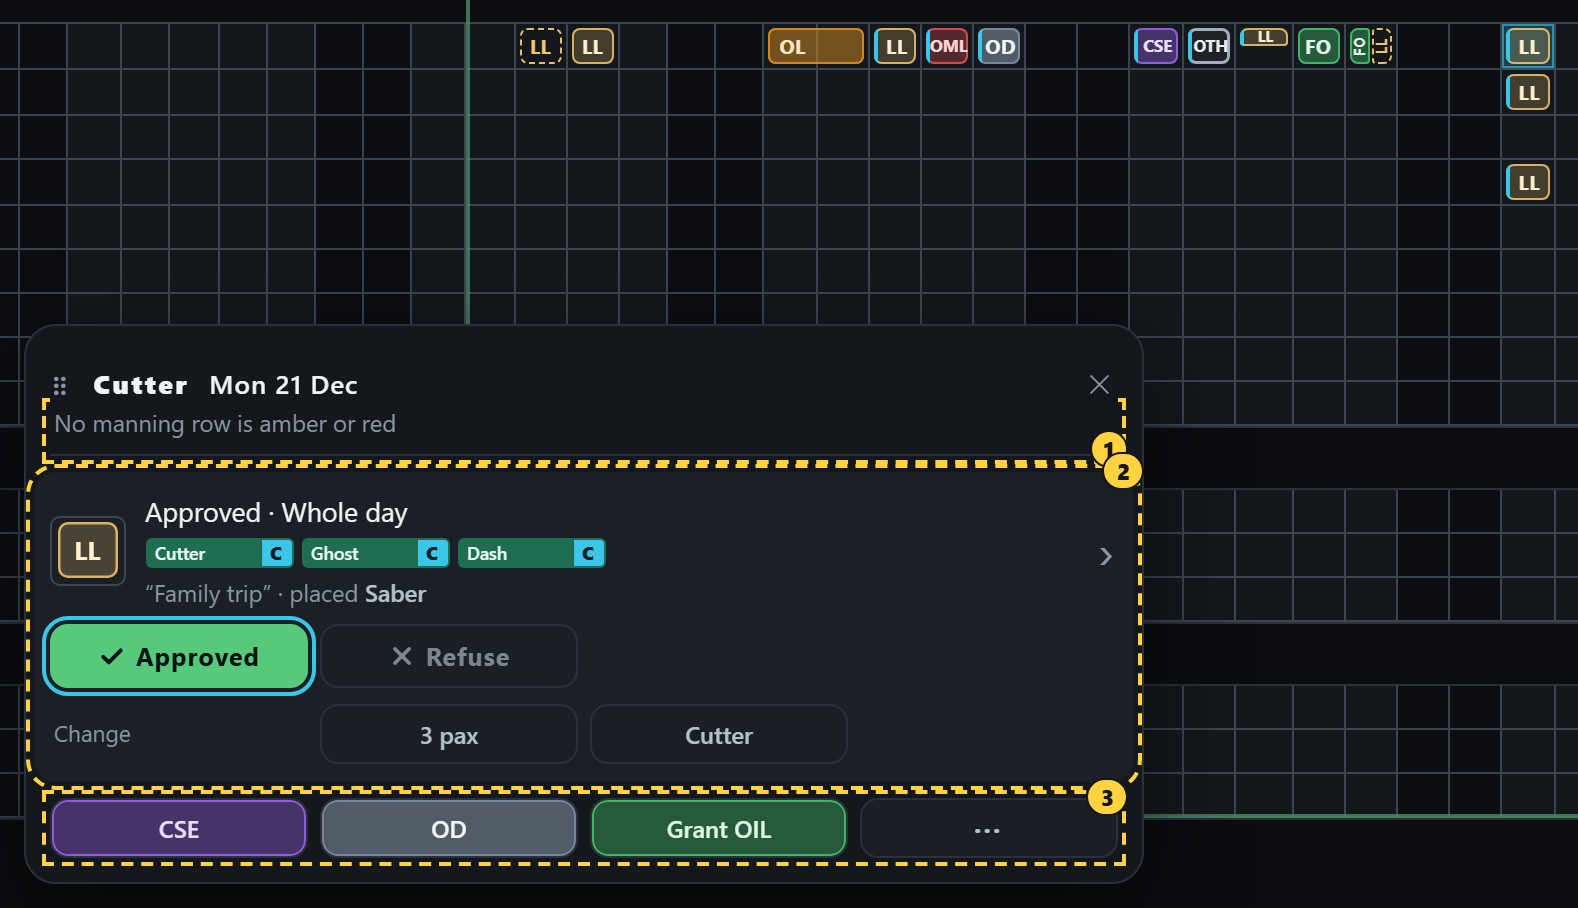 LL LL OL LL OML OD CSE OTH LL FO FO LL LL
LL
LL
Cutter Mon 21 Dec
No manning row is amber or red
1
2
Approved · Whole day
LL
Cutter C Ghost C Dash C
“Family trip” · placed Saber
Approved Refuse
Change 3 pax Cutter
3
CSE OD Grant OIL ...